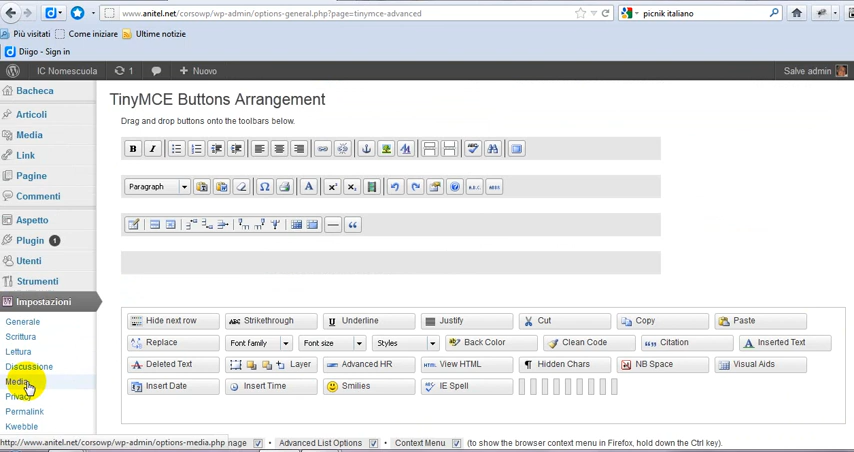 www.anitel.net/corsowp/wp-admin/options-general.php?page=tinymce-advanced
picnik italiano
Più visitati Come iniziare Ultime notizie
Diigo - Sign in
IC Nomescuola 1 Nuovo Salve admin
Bacheca
Articoli
Media
Link
Pagine
Commenti
Aspetto
Plugin 1
Utenti
Strumenti
Impostazioni
Generale
Scrittura
Lettura
Discussione
Media
Privacy
Permalink
Kwebble
TinyMCE Buttons Arrangement
Drag and drop buttons onto the toolbars below.
B I
Paragraph
Hide next row ABC Strikethrough U Underline Justify Cut Copy Paste
Replace Font family Font size Styles Back Color Clean Code Citation Inserted Text
Deleted Text Layer Advanced HR HTML View HTML Hidden Chars NB Space Visual Aids
Insert Date Insert Time Smilies IE Spell
http://www.anitel.net/corsowp/wp-admin/options-media.php nage • Advanced List Options • Context Menu (to show the browser context menu in Firefox, hold down the Ctrl key).